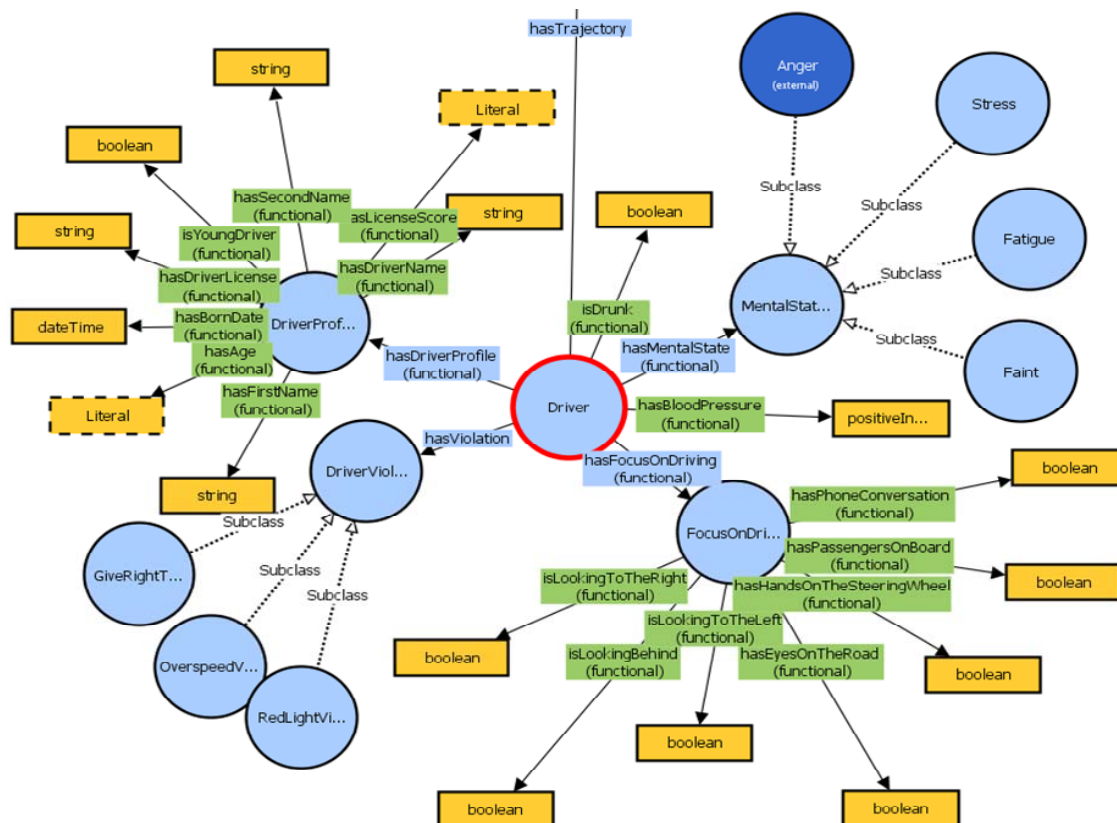 hasTrajectory
string
Anger
(external)
Stress
Literal
boolean
Subclass
Subclass
hasSecondName
(functional)
hasLicenseScore
(functional)
string
boolean
string
isYoungDriver
(functional)
hasDriverLicense
(functional)
hasDriverName
(functional)
Fatigue
Subclass
dateTime
hasBornDate
(functional)
DriverProf...
isDrunk
(functional)
MentalStat...
hasAge
(functional)
hasDriverProfile
(functional)
hasMentalState
(functional)
Subclass
Faint
Literal
hasFirstName
(functional)
Driver
hasBloodPressure
(functional)
positiveIn...
hasViolation
DriverViol...
hasFocusOnDriving
(functional)
boolean
string
hasPhoneConversation
(functional)
Subclass
FocusOnDri...
GiveRightT...
Subclass
Subclass
isLookingToTheRight
(functional)
hasPassengersOnBoard
(functional)
boolean
hasHandsOnTheSteeringWheel
(functional)
isLookingToTheLeft
(functional)
boolean
isLookingBehind
(functional)
hasEyesOnTheRoad
(functional)
OverspeedV...
boolean
RedLightVi...
boolean
boolean
boolean